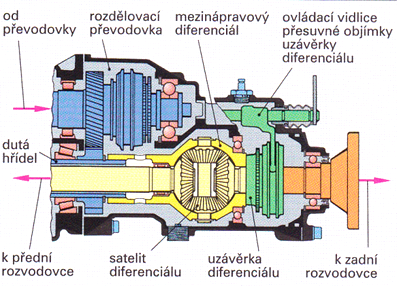 od
převodovky
rozdělovací
převodovka
mezinápravový
diferenciál
ovládací vidlice
přesuvné objímky
uzávěrky
diferenciálu
dutá
hřídel
k přední
rozvodovce
satelit
diferenciálu
uzávěrka
diferenciálu
k zadní
rozvodovce